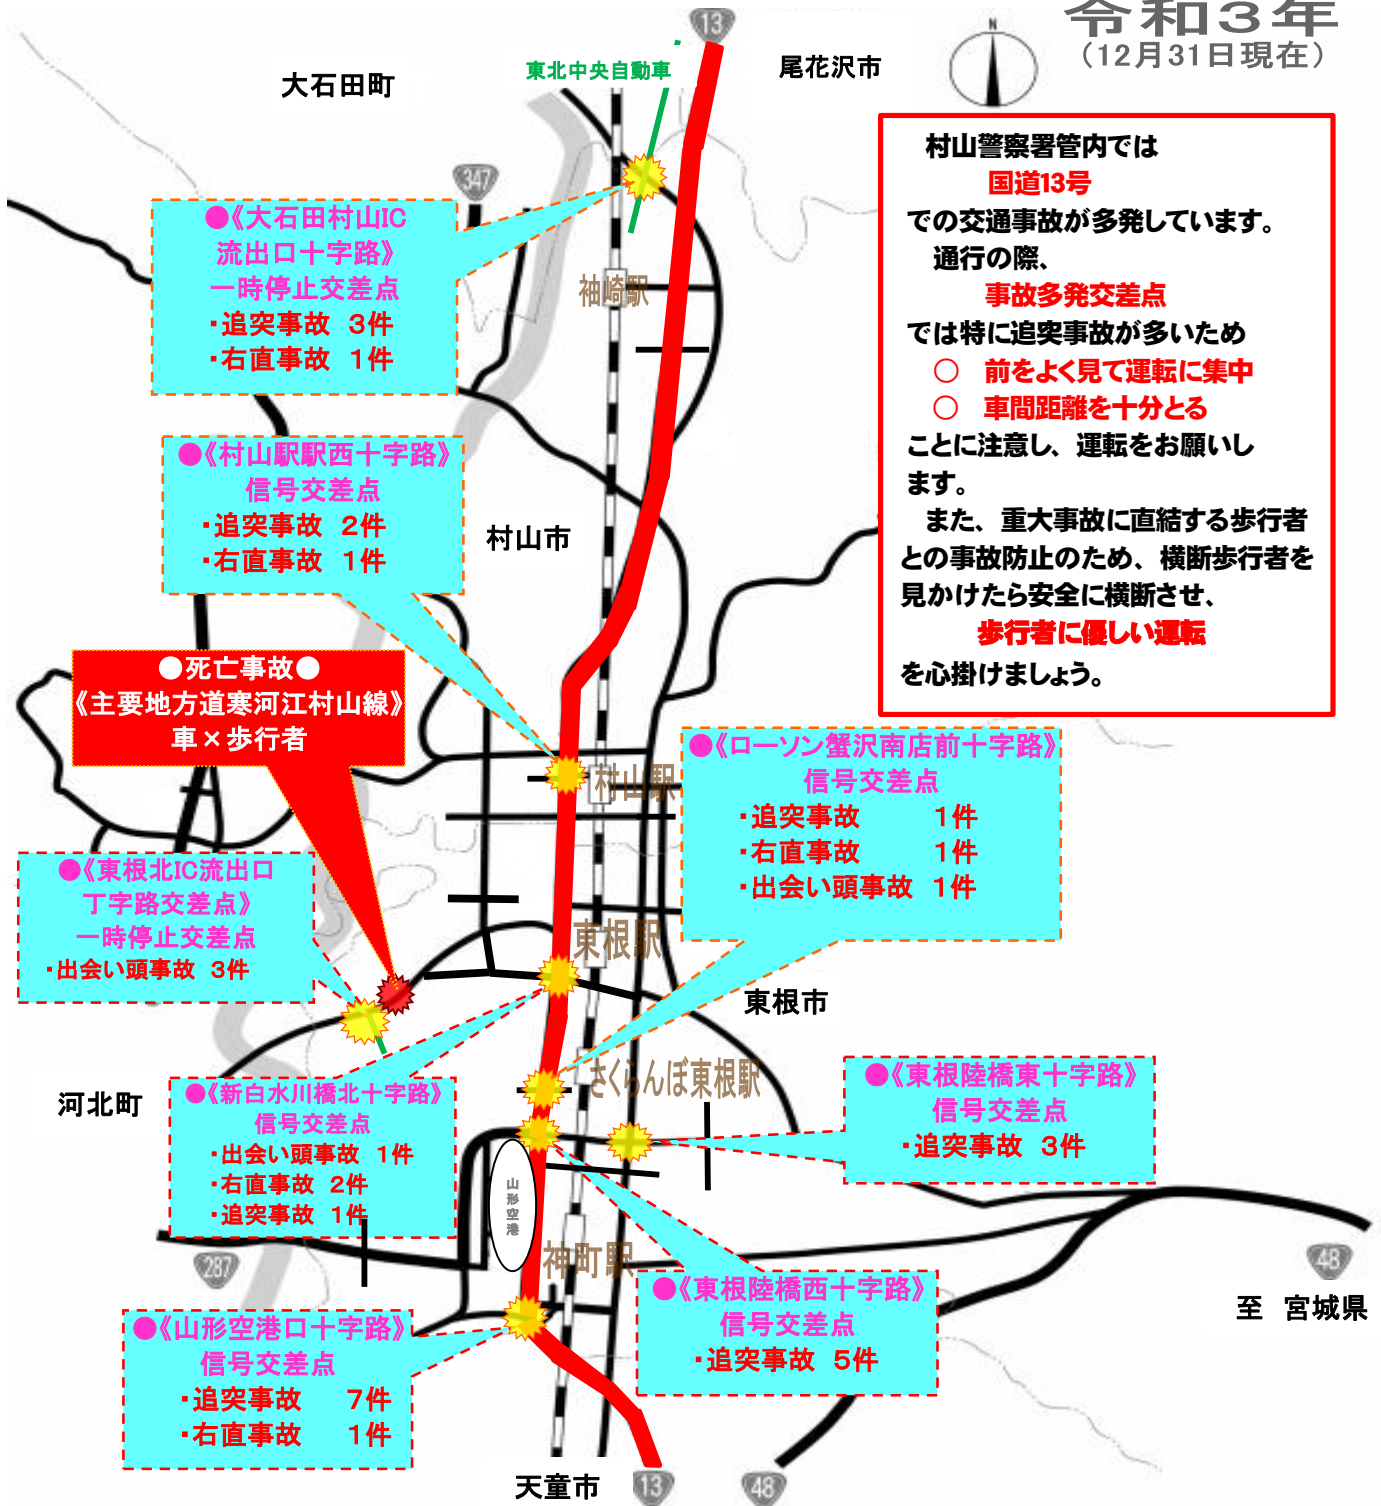 令和３年
（12月31日現在）
13
N
大石田町
東北中央自動車
尾花沢市
347
村山警察署管内では
国道13号
での交通事故が多発しています。
通行の際、
事故多発交差点
では特に追突事故が多いため
○　前をよく見て運転に集中
○　車間距離を十分とる
ことに注意し、運転をお願いし
ます。
また、重大事故に直結する歩行者
との事故防止のため、横断歩行者を
見かけたら安全に横断させ、
歩行者に優しい運転
を心掛けましょう。
●《大石田村山IC
流出口十字路》
一時停止交差点
・追突事故　３件
・右直事故　１件
袖崎駅
●《村山駅駅西十字路》
信号交差点
・追突事故　２件
・右直事故　１件
村山市
●死亡事故●
《主要地方道寒河江村山線》
車×歩行者
村山駅
●《ローソン蟹沢南店前十字路》
信号交差点
・追突事故　　　１件
・右直事故　　　１件
・出会い頭事故　１件
●《東根北IC流出口
丁字路交差点》
一時停止交差点
・出会い頭事故　３件
東根駅
東根市
さくらんぼ東根駅
河北町
●《新白水川橋北十字路》
信号交差点
・出会い頭事故　１件
・右直事故　２件
・追突事故　１件
●《東根陸橋東十字路》
信号交差点
・追突事故　３件
山形空港
神町駅
287
48
至　宮城県
●《東根陸橋西十字路》
信号交差点
・追突事故　５件
●《山形空港口十字路》
信号交差点
・追突事故　　７件
・右直事故　　１件
天童市
13
48